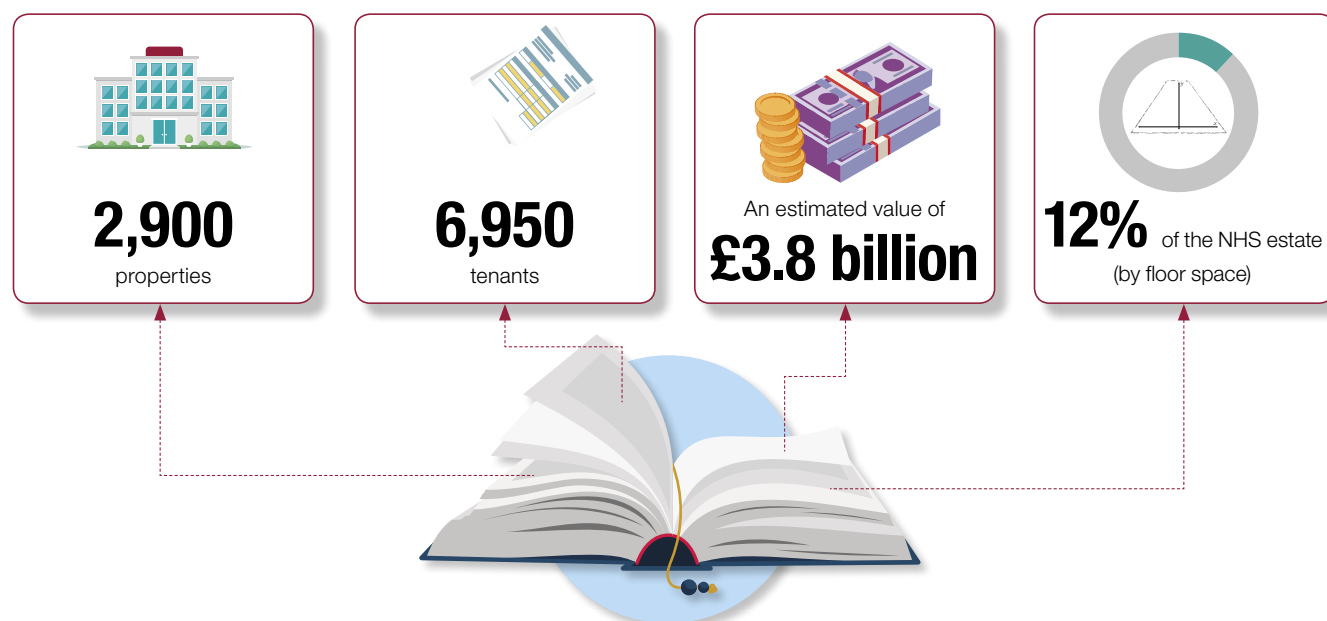 2,900
properties
6,950
tenants
An estimated value of
£3.8 billion
12% of the NHS estate
(by floor space)